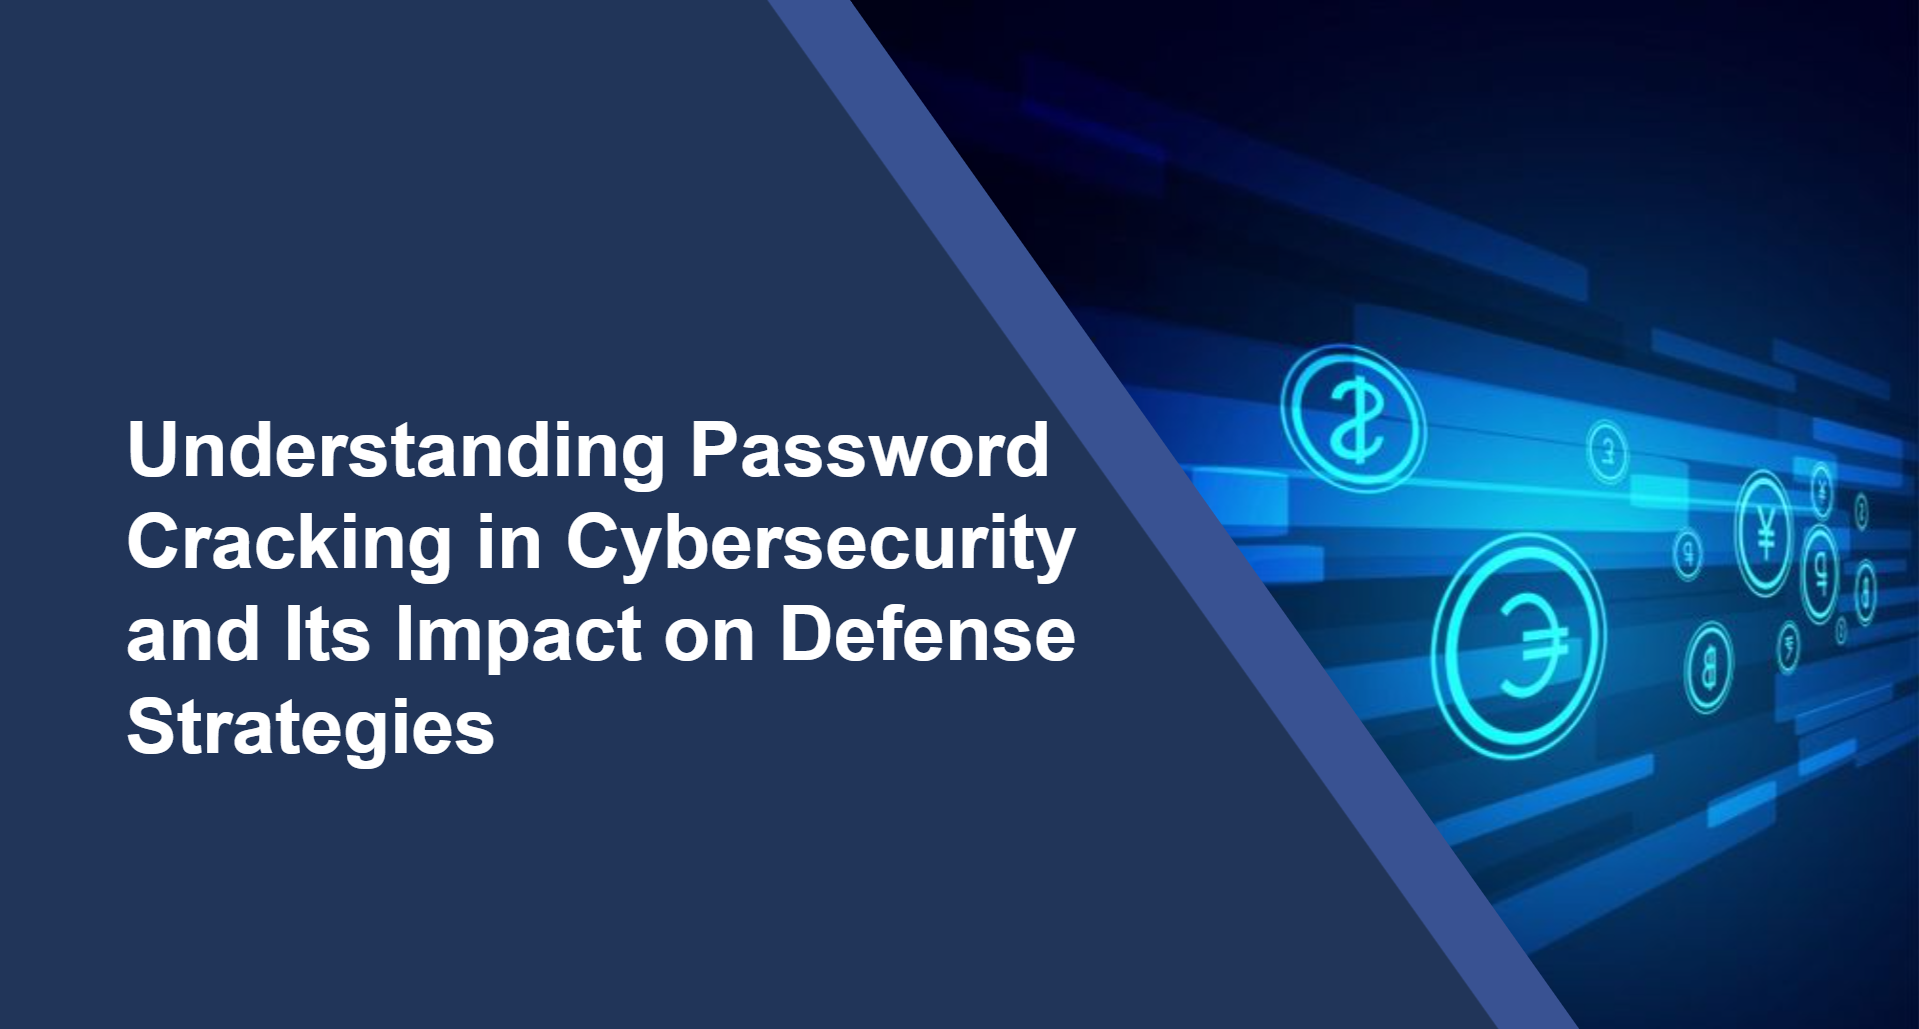 Understanding Password
Cracking in Cybersecurity
and Its Impact on Defense
Strategies